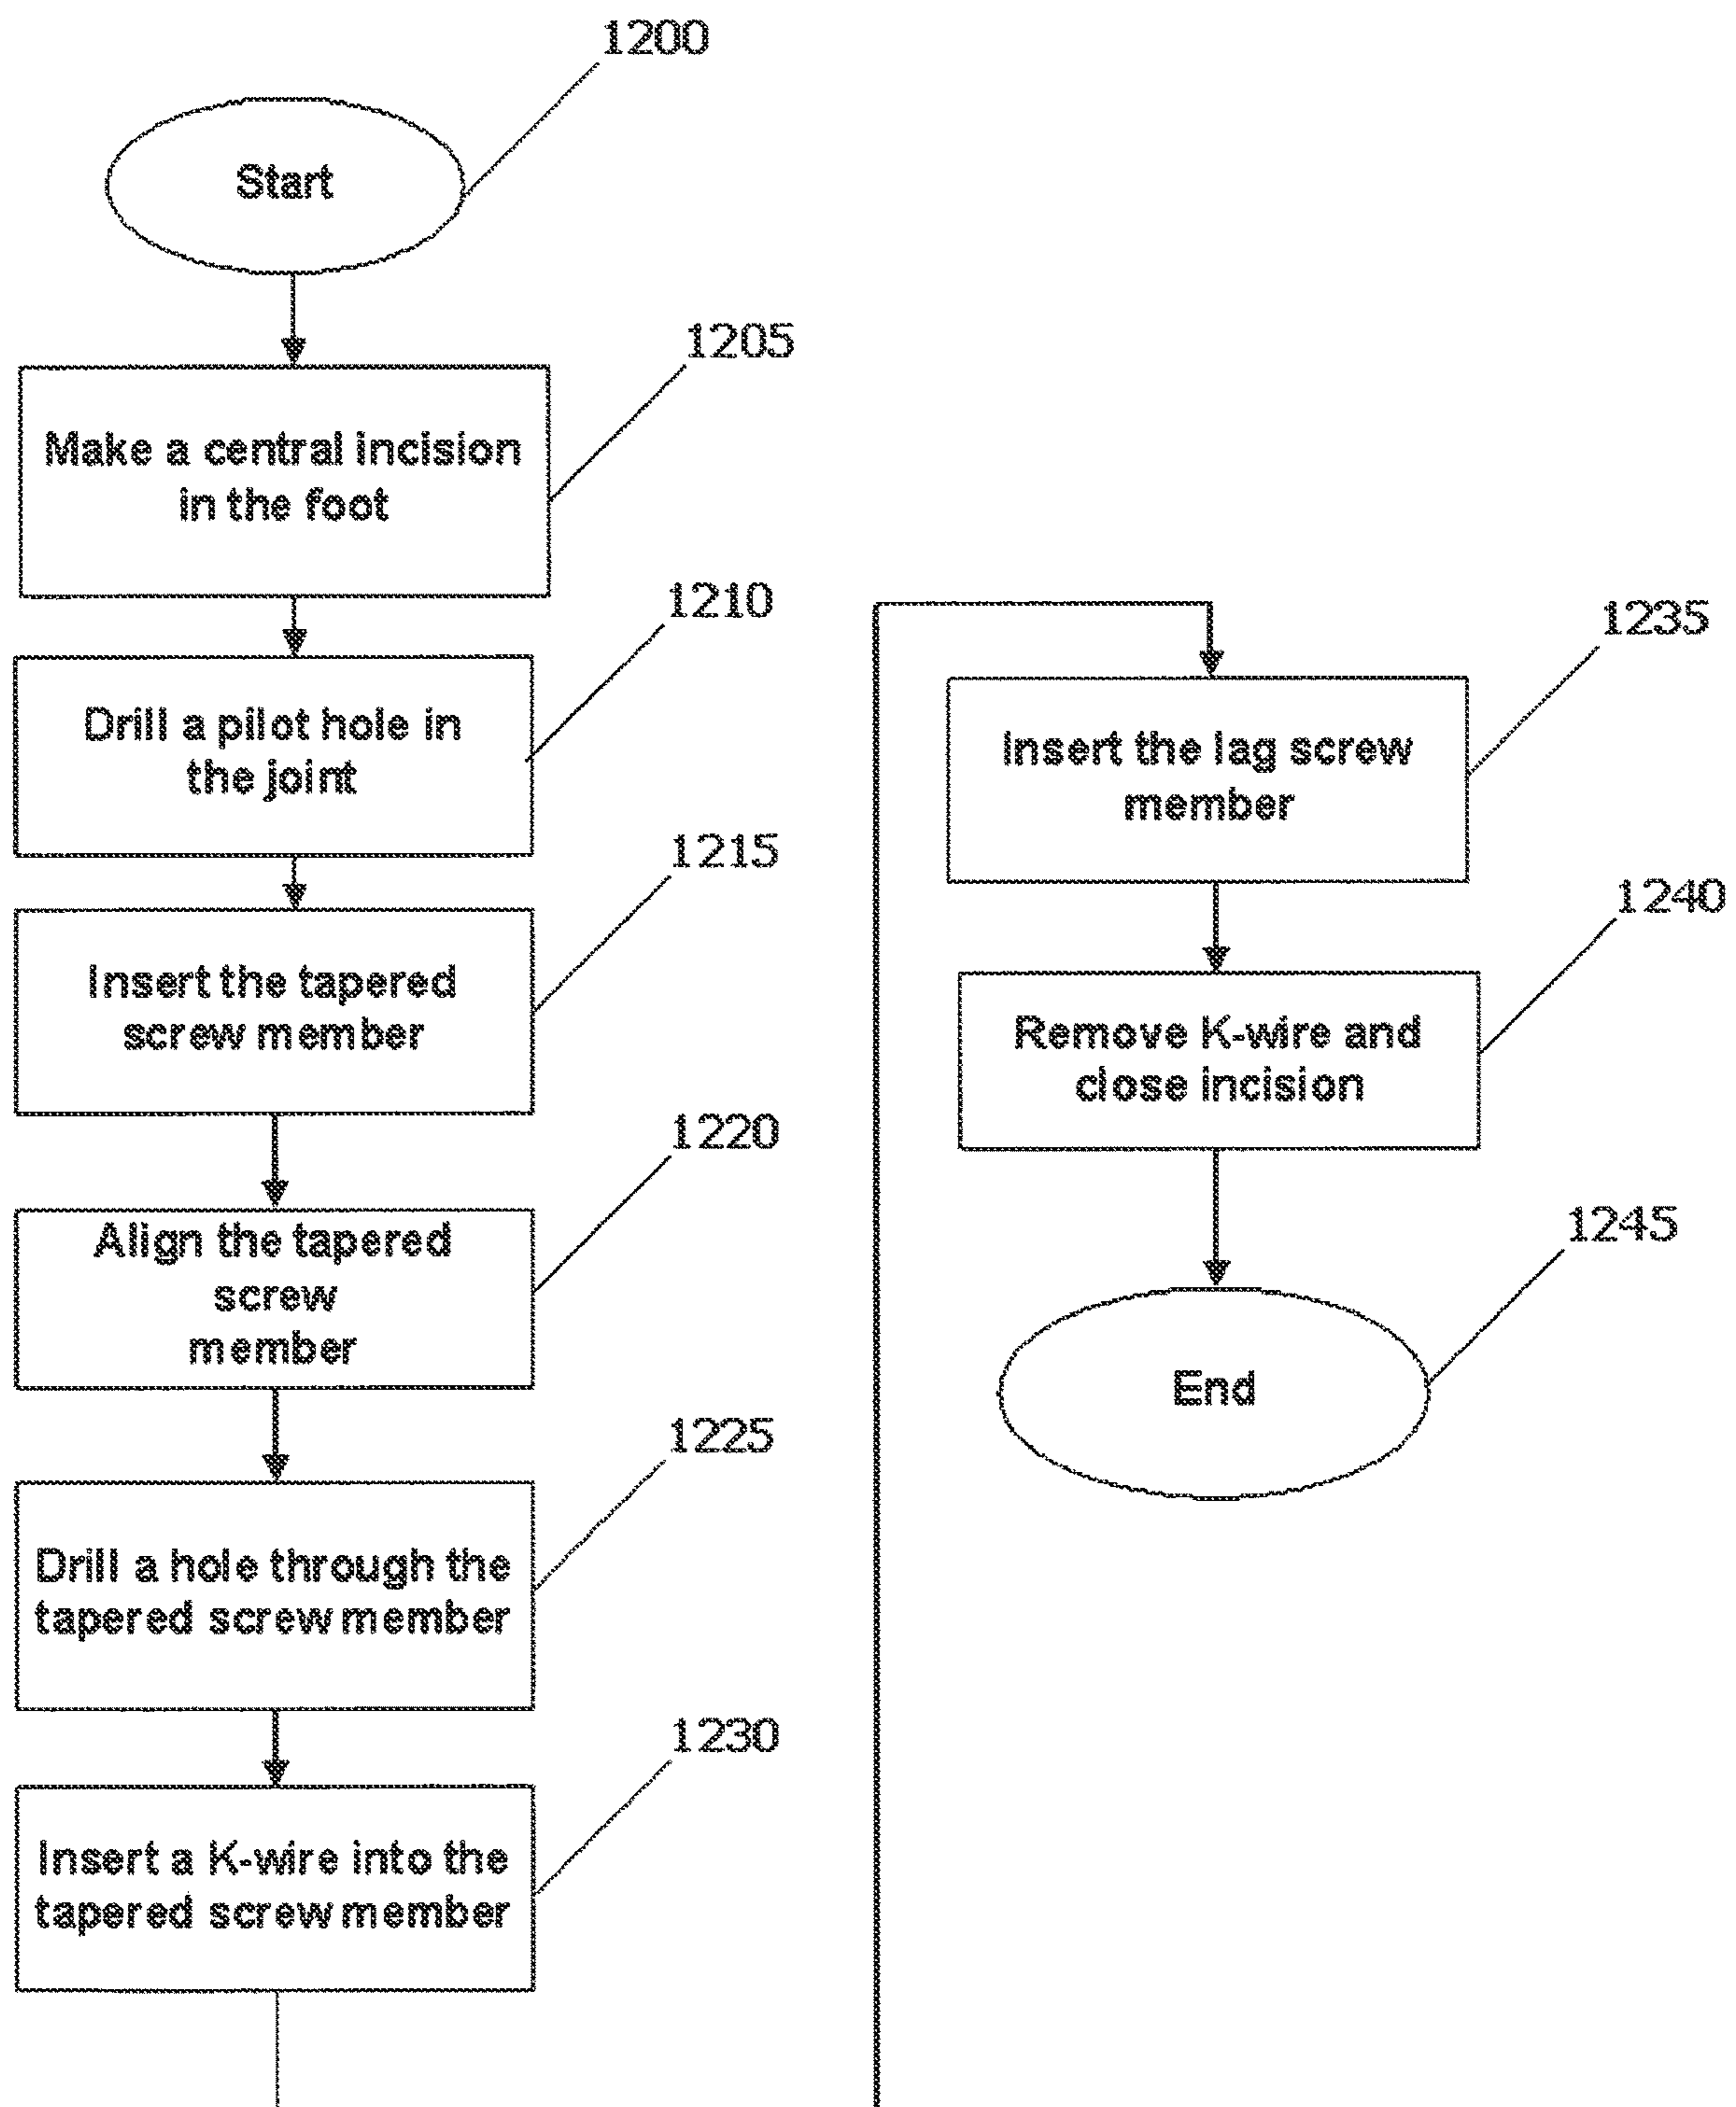 1200
Start
1205
Make a central incision
in the foot
1210
Drill a pilot hole in
the joint
1215
Insert the tapered
screw member
1220
Align the tapered
screw
member
1225
Drill a hole through the
tapered screw member
1230
Insert a K-wire into the
tapered screw member
1235
Insert the lag screw
member
1240
Remove K-wire and
close incision
1245
End